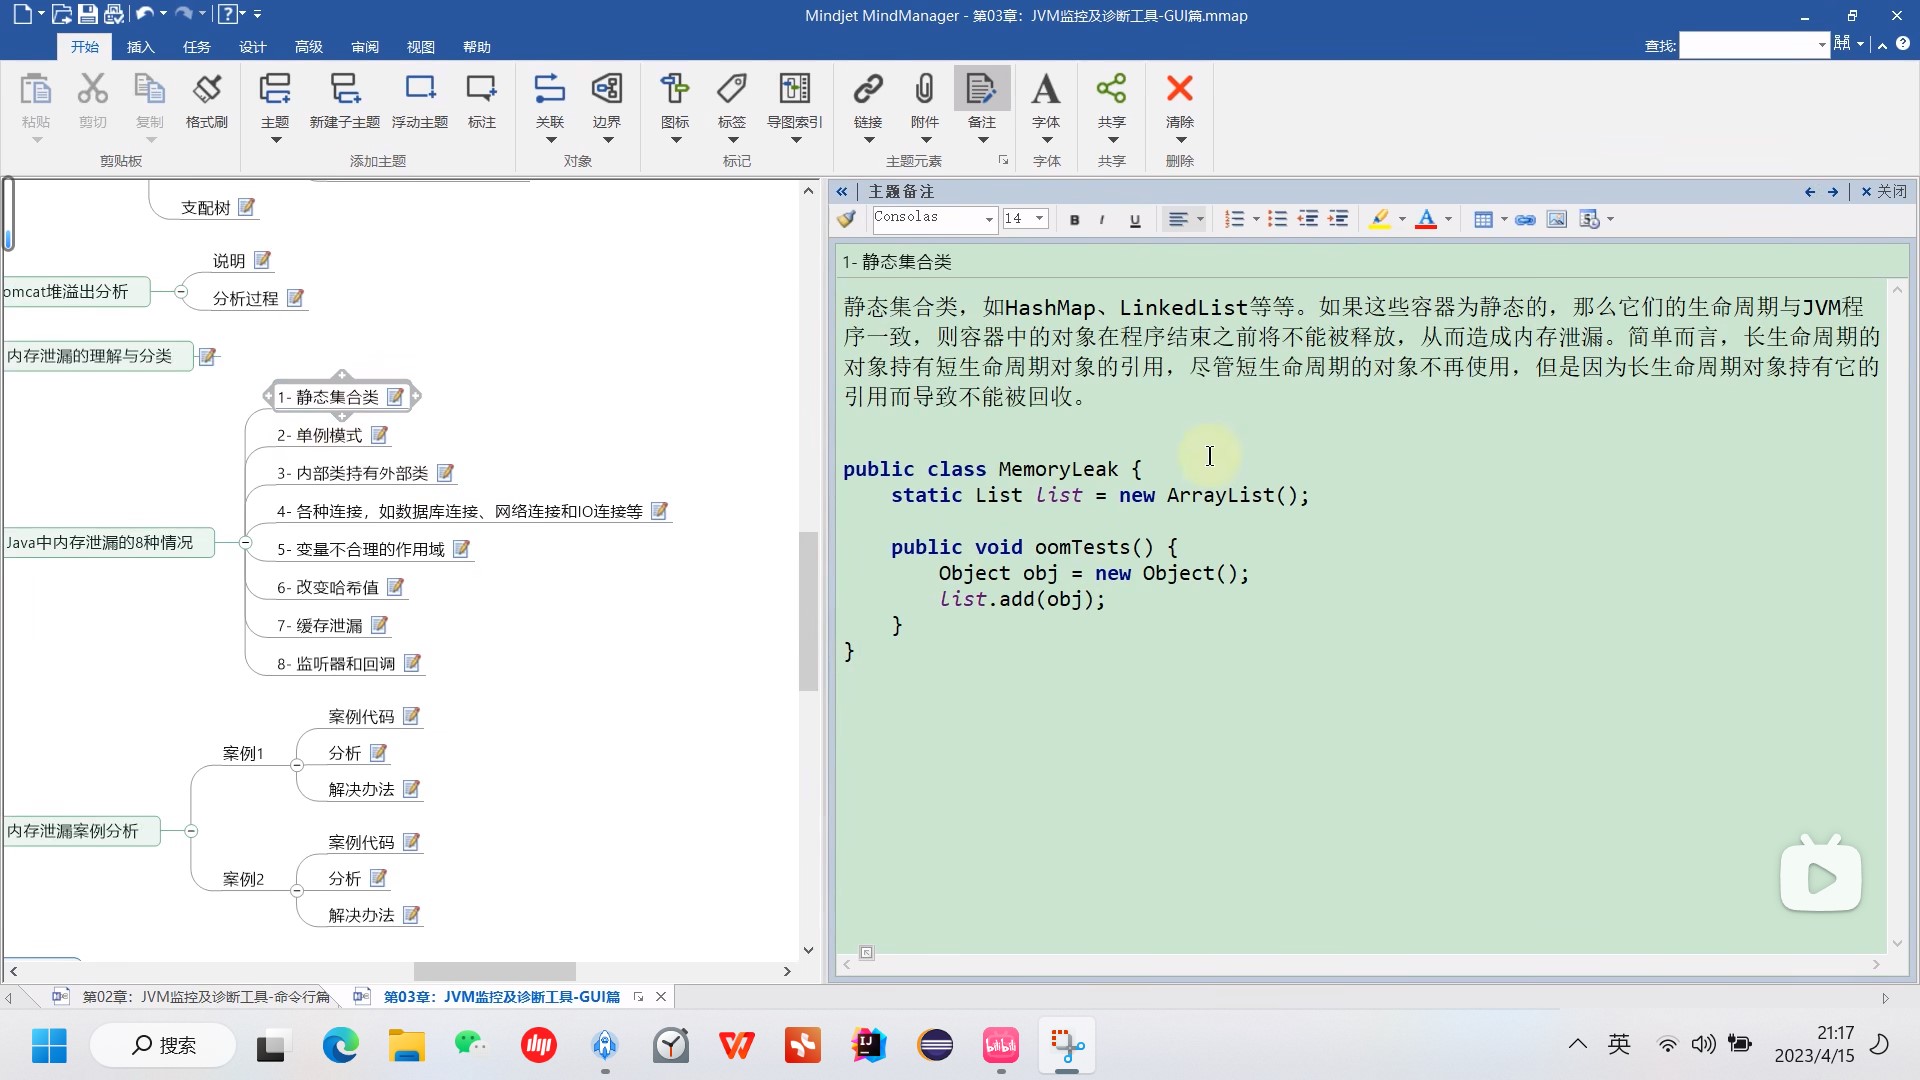 Mindjet MindManager - 第03章：JVM监控及诊断工具-GUI篇.mmap
开始 插入 任务 设计 高级 审阅 视图 帮助
查找:
粘贴 剪切 复制 格式刷 主题 新建子主题 浮动主题 标注 关联 边界 图标 标签 导图索引 链接 附件 备注 字体 共享 清除
剪贴板 添加主题 对象 标记 主题元素 字体 共享 删除
支配树
说明
omcat堆溢出分析
分析过程
内存泄漏的理解与分类
1- 静态集合类
2- 单例模式
3- 内部类持有外部类
4- 各种连接，如数据库连接、网络连接和IO连接等
Java中内存泄漏的8种情况
5- 变量不合理的作用域
6- 改变哈希值
7- 缓存泄漏
8- 监听器和回调
案例代码
案例1
分析
解决办法
内存泄漏案例分析
案例代码
案例2
分析
解决办法
主题备注
关闭
Consolas
14
B I U
1- 静态集合类
静态集合类，如HashMap、LinkedList等等。如果这些容器为静态的，那么它们的生命周期与JVM程
序一致，则容器中的对象在程序结束之前将不能被释放，从而造成内存泄漏。简单而言，长生命周期的
对象持有短生命周期对象的引用，尽管短生命周期的对象不再使用，但是因为长生命周期对象持有它的
引用而导致不能被回收。
public class MemoryLeak {
    static List list = new ArrayList();
    public void oomTests() {
        Object obj = new Object();
        list.add(obj);
    }
}
第02章：JVM监控及诊断工具-命令行篇
第03章：JVM监控及诊断工具-GUI篇
搜索
英
21:17
2023/4/15